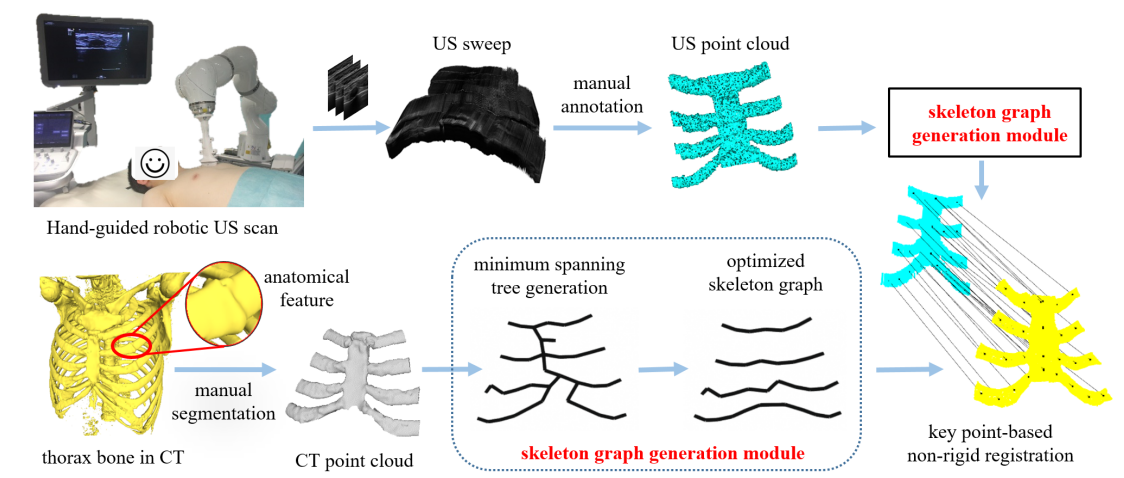 US sweep
US point cloud
manual
annotation
skeleton graph
generation module
Hand-guided robotic US scan
anatomical
feature
minimum spanning
tree generation
optimized
skeleton graph
manual
segmentation
thorax bone in CT
CT point cloud
skeleton graph generation module
key point-based
non-rigid registration